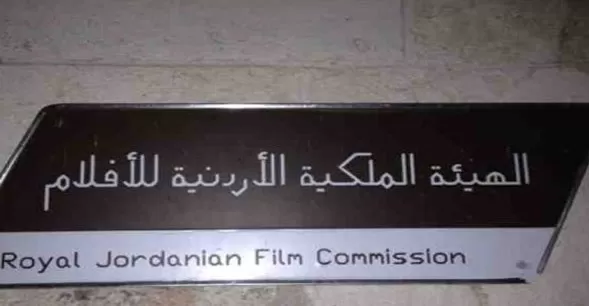 الهيئة الملكية الأردنية للأفلام
Royal Jordanian Film Commission